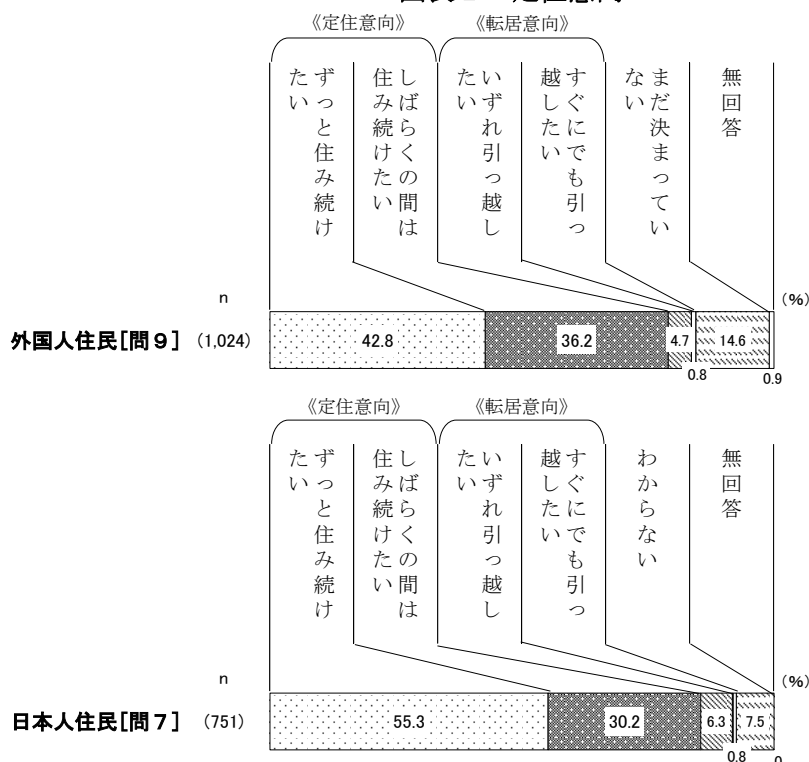 《定住意向》 《転居意向》
ずっと住み続けたい
しばらくの間は住み続けたい
いずれ引っ越したい
すぐにでも引っ越したい
まだ決まっていない
無回答
n
(%)
外国人住民[問9] (1,024) 42.8 36.2 4.7 14.6
0.8 0.9
《定住意向》 《転居意向》
ずっと住み続けたい
しばらくの間は住み続けたい
いずれ引っ越したい
すぐにでも引っ越したい
わからない
無回答
n
(%)
日本人住民[問7] (751) 55.3 30.2 6.3 7.5
0.8